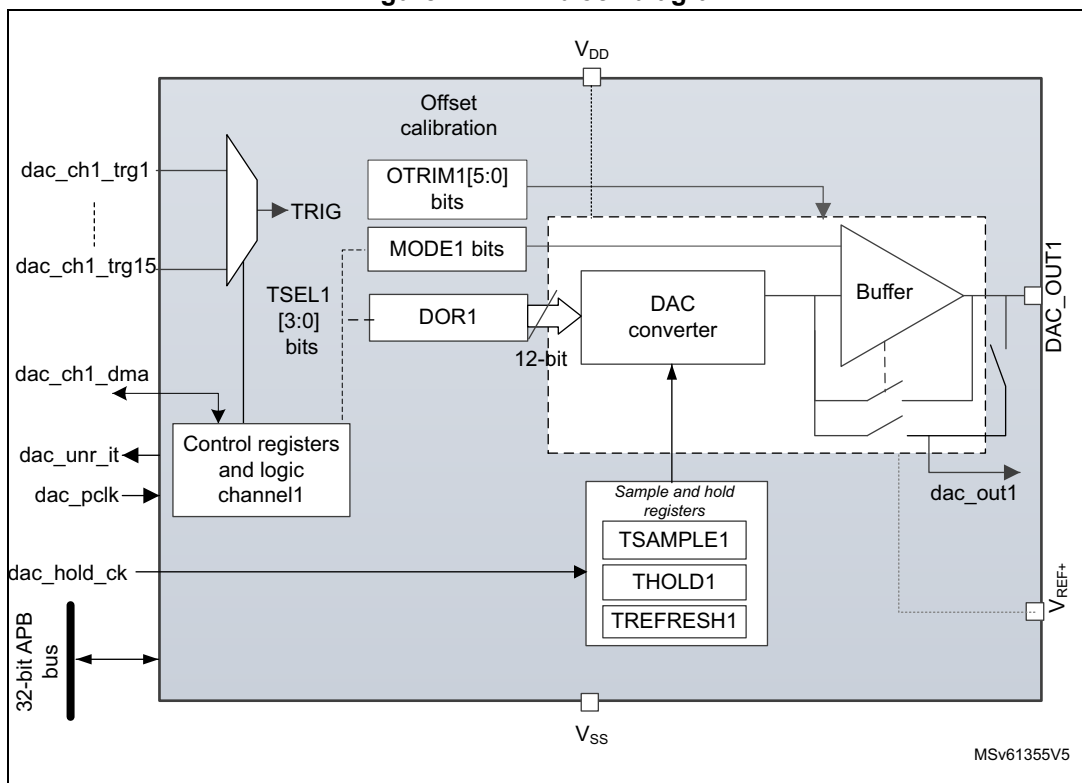 V_DD
Offset
calibration
dac_ch1_trg1
OTRIM1[5:0]
bits
TRIG
MODE1 bits
dac_ch1_trg15
TSEL1
[3:0]
bits
DOR1
12-bit
DAC
converter
Buffer
DAC_OUT1
dac_ch1_dma
Control registers
and logic
channel1
dac_unr_it
dac_pclk
Sample and hold
registers
TSAMPLE1
THOLD1
TREFRESH1
dac_out1
dac_hold_ck
V_REF+
32-bit APB
bus
V_SS
MSv61355V5